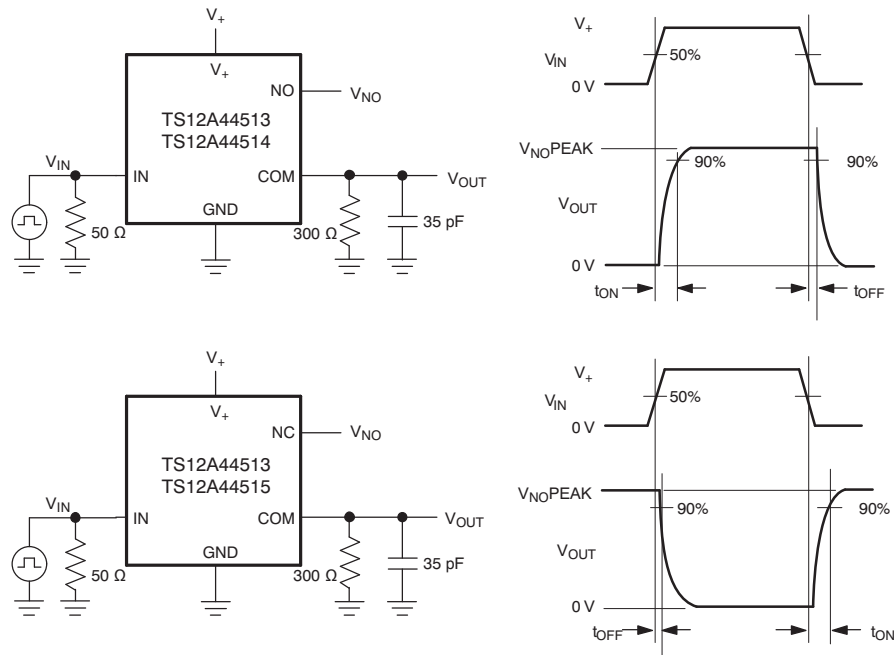 V+
V+
NO
VNO
TS12A44513
TS12A44514
VIN
IN
COM
VOUT
GND
50 Ω
300 Ω
35 pF
V+
VIN
50%
0 V
VNOPEAK
90%
90%
VOUT
0 V
tON
tOFF
V+
V+
NC
VNO
TS12A44513
TS12A44515
VIN
IN
COM
VOUT
GND
50 Ω
300 Ω
35 pF
V+
VIN
50%
0 V
VNOPEAK
90%
90%
VOUT
0 V
tOFF
tON